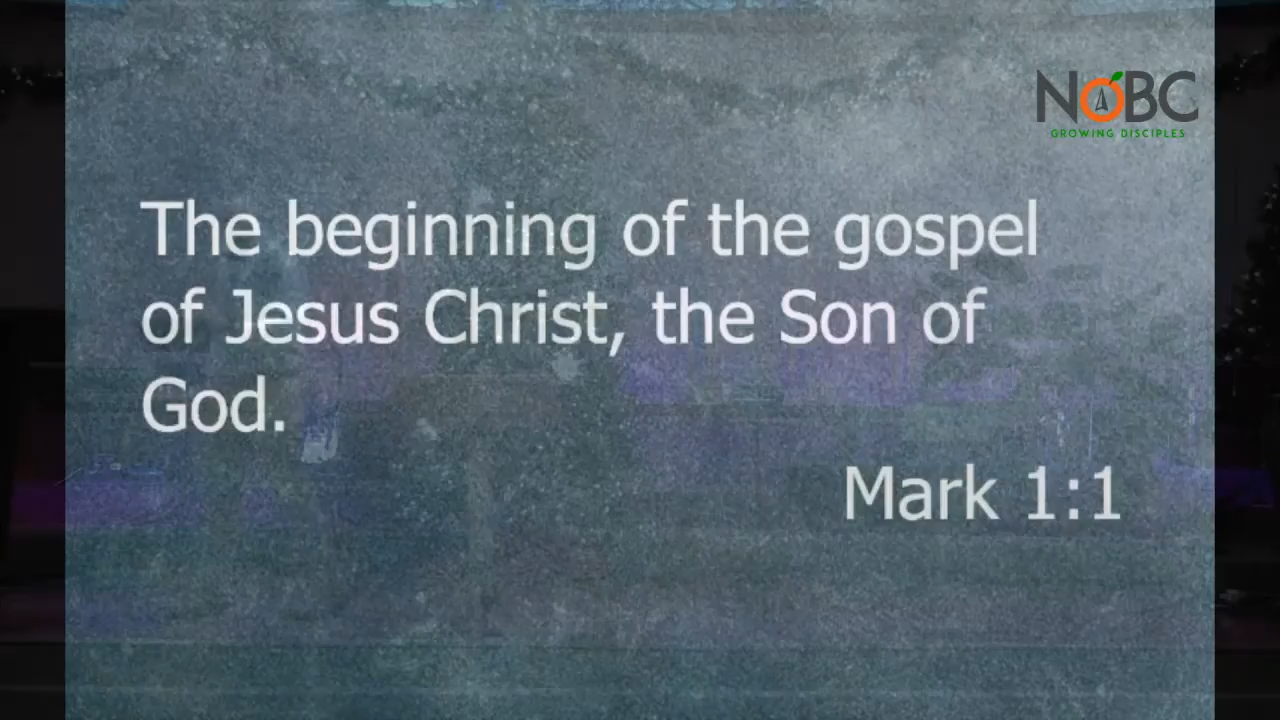 NOBC
GROWING DISCIPLES
The beginning of the gospel
of Jesus Christ, the Son of
God.
Mark 1:1